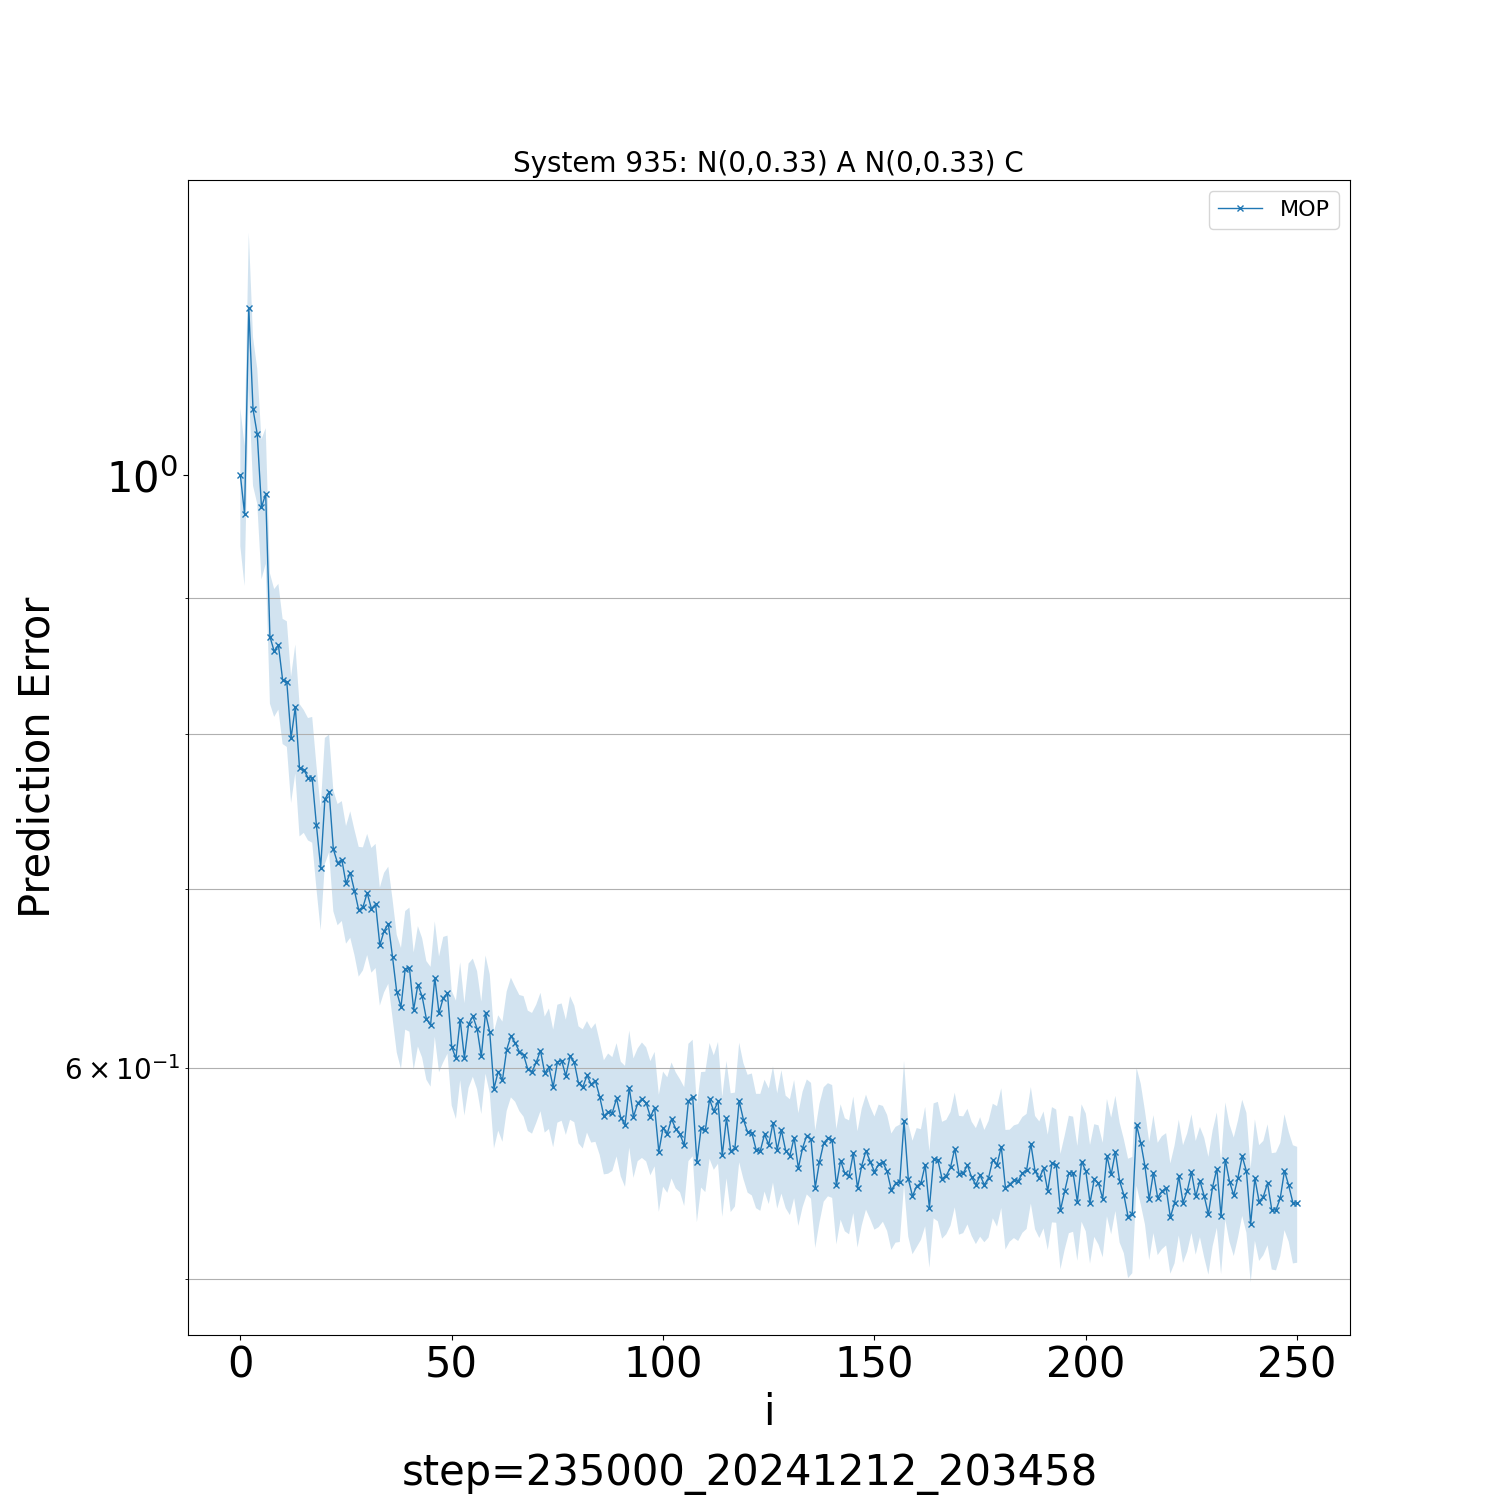 System 935: N(0,0.33) A N(0,0.33) C
MOP
10⁰
6 × 10⁻¹
Prediction Error
0 50 100 150 200 250
i
step=235000_20241212_203458